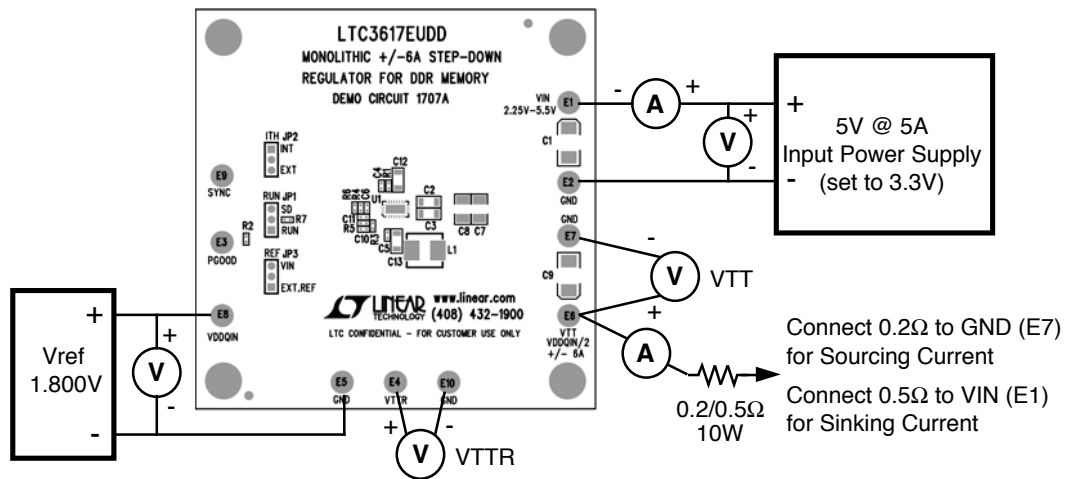 LTC3617EUDD
MONOLITHIC +/-6A STEP-DOWN
REGULATOR FOR DDR MEMORY
DEMO CIRCUIT 1707A
VIN
2.25V-5.5V
E1
- A +
+
V
-
+
-
5V @ 5A
Input Power Supply
(set to 3.3V)
C1
E2
GND
ITH JP2
INT
EXT
E9
SYNC
RUN JP1
SD
R7
RUN
R2
E3
PGOOD
REF JP3
VIN
EXT.REF
C4
R1
C12
R6
R4
C6
U1
C2
C11
R5
C10
R3
C3
C8 C7
C5
C13
L1
GND
E7
C9
-
V
+
VTT
E6
VTT
VDDQIN/2
+/- 6A
A
0.2/0.5Ω
10W
Connect 0.2Ω to GND (E7)
for Sourcing Current
Connect 0.5Ω to VIN (E1)
for Sinking Current
LINEAR
TECHNOLOGY
www.linear.com
(408) 432-1900
LTC CONFIDENTIAL - FOR CUSTOMER USE ONLY
+
-
Vref
1.800V
+
V
-
E8
VDDQIN
E5
GND
E4
VTTR
E10
GND
+ V -
VTTR